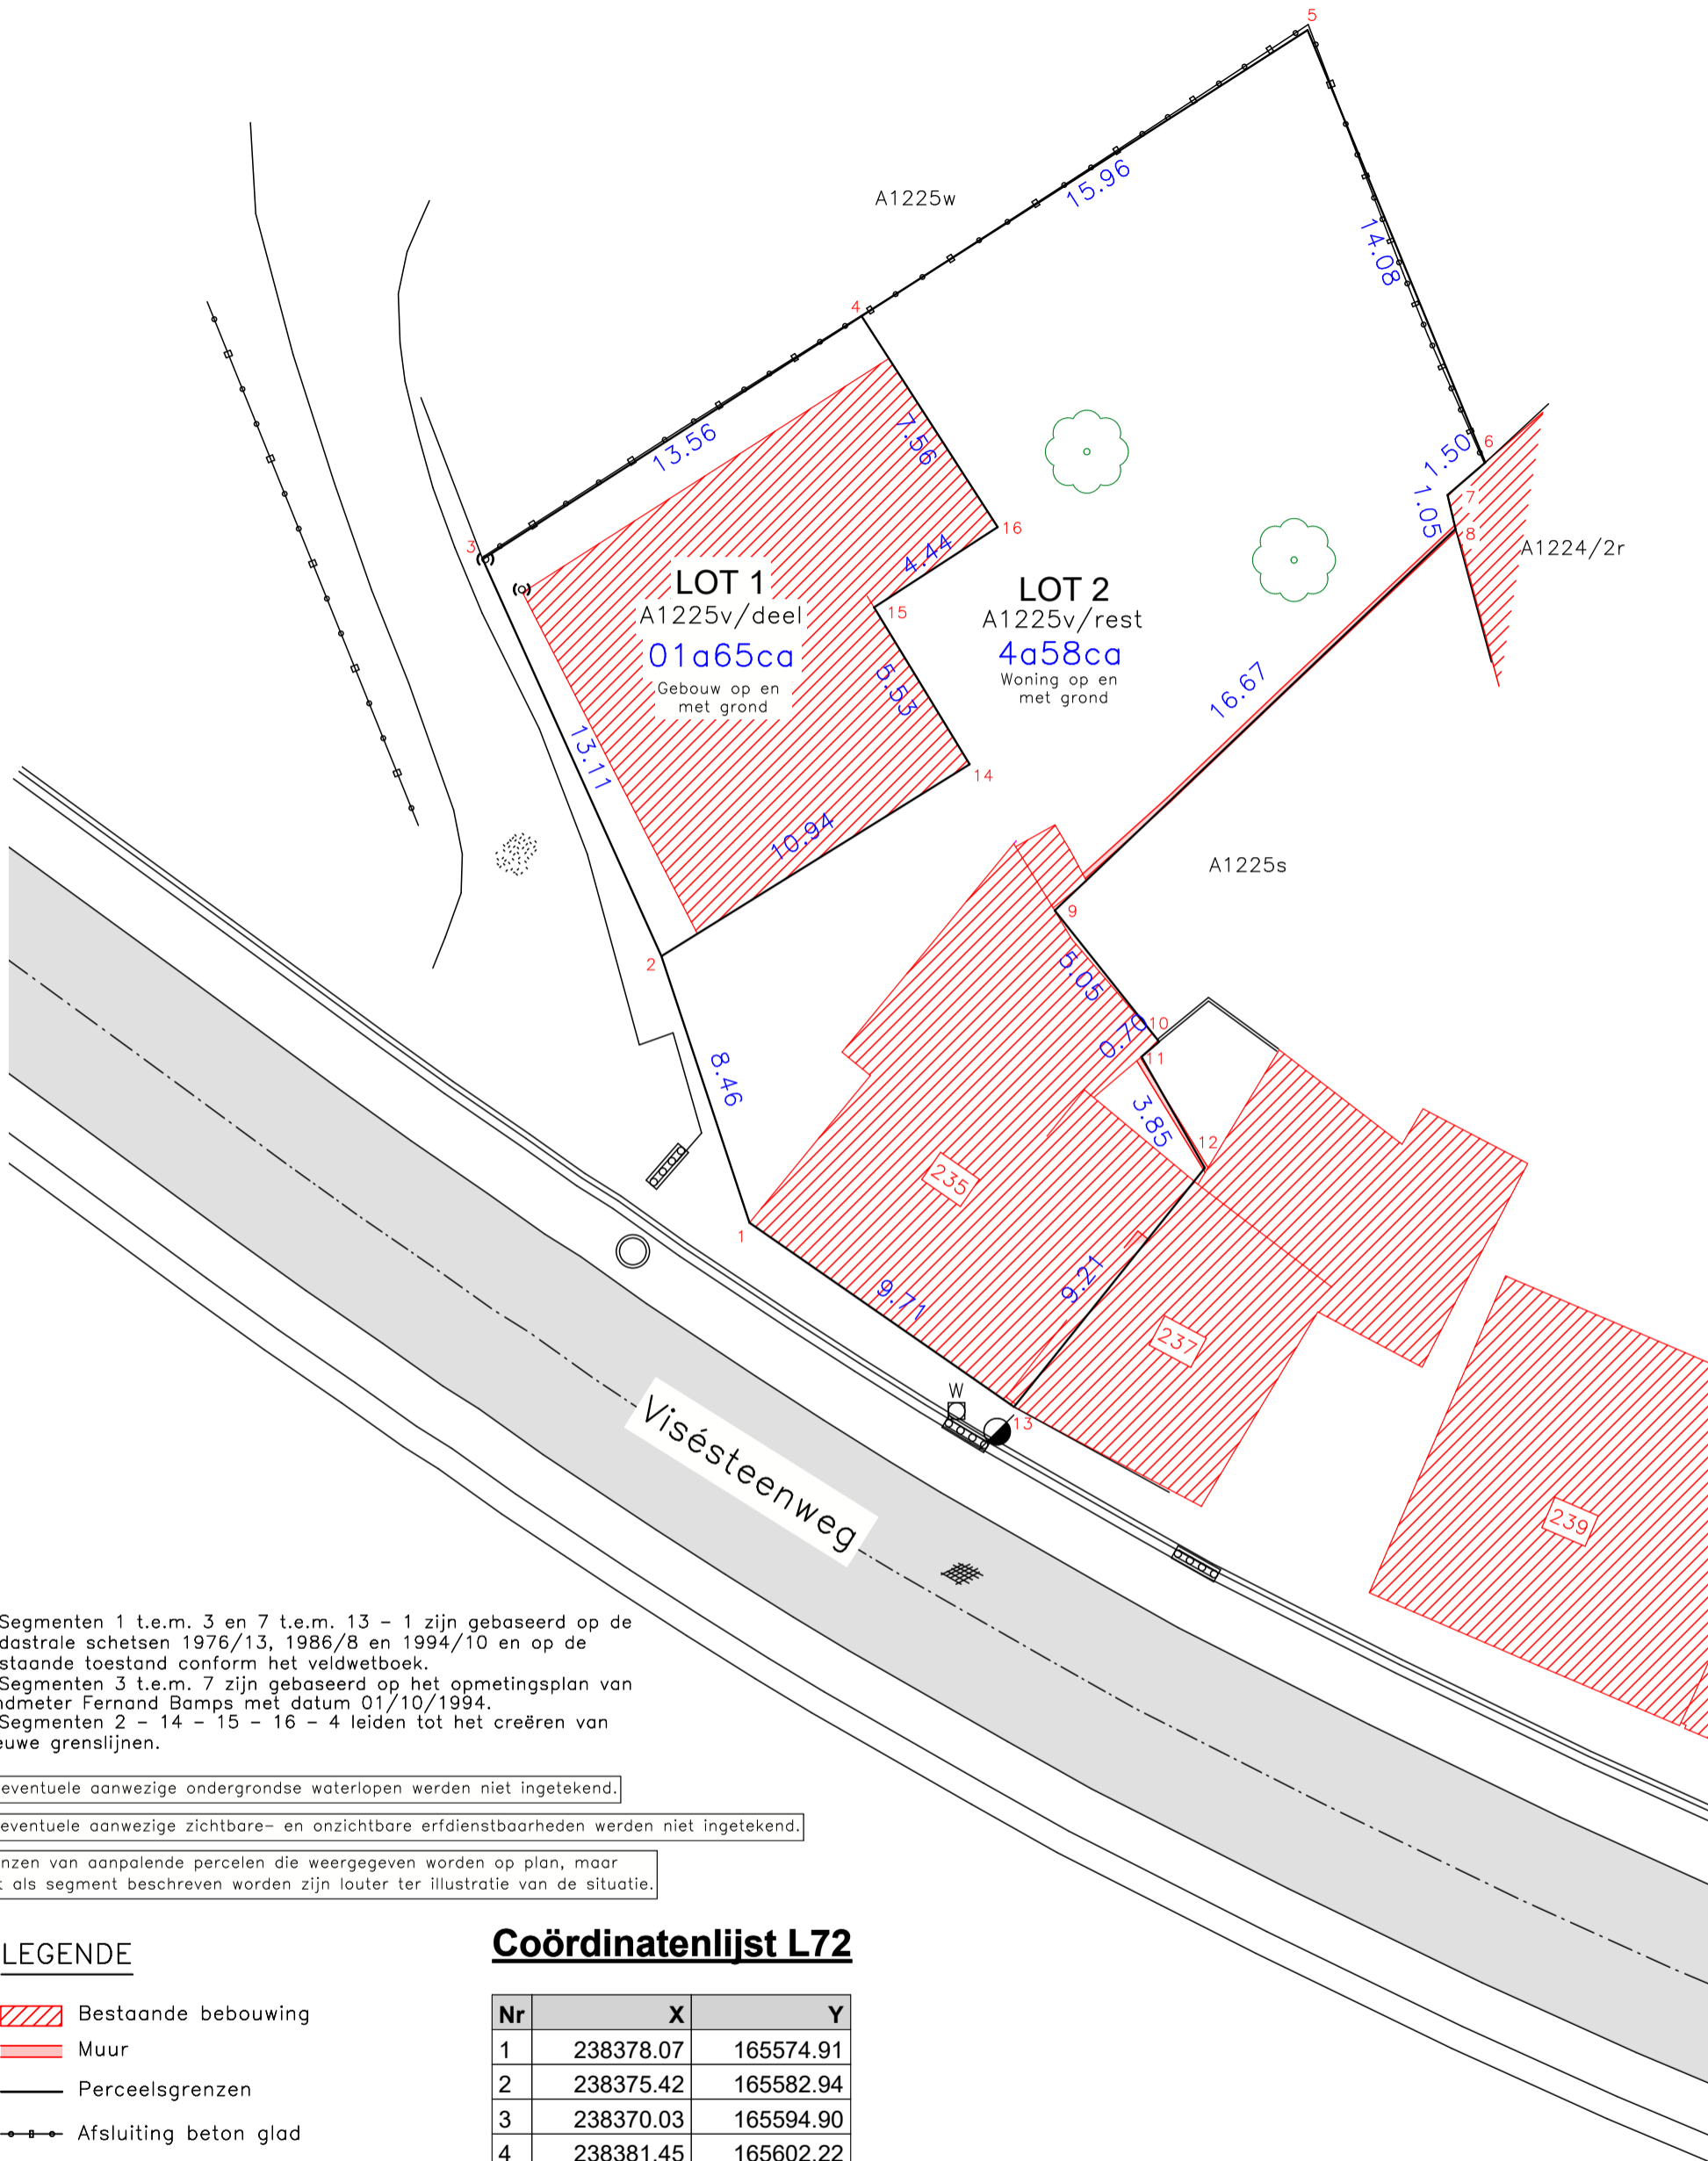 5
A1225w
15.96
14.08
4
13.56
7.56
6
1.50
7
1.05
8
A1224/2r
3
16
4.44
LOT 1
A1225v/deel
01a65ca
Gebouw op en
met grond
15
LOT 2
A1225v/rest
4a58ca
Woning op en
met grond
5.53
16.67
13.11
14
10.94
A1225s
9
2
5.05
10
0.70
11
8.46
3.85
12
235
1
9.21
9.71
237
W
13
Viséstenweg
239
Segmenten 1 t.e.m. 3 en 7 t.e.m. 13 - 1 zijn gebaseerd op de
dastrale schetsen 1976/13, 1986/8 en 1994/10 en op de
staande toestand conform het veldwetboek.
Segmenten 3 t.e.m. 7 zijn gebaseerd op het opmetingsplan van
ndmeter Fernand Bamps met datum 01/10/1994.
Segmenten 2 - 14 - 15 - 16 - 4 leiden tot het creëren van
euwe grenslijnen.
eventuele aanwezige ondergrondse waterlopen werden niet ingetekend.
eventuele aanwezige zichtbare- en onzichtbare erfdienstbaarheden werden niet ingetekend.
nzen van aanpalende percelen die weergegeven worden op plan, maar
t als segment beschreven worden zijn louter ter illustratie van de situatie.
LEGENDE
Bestaande bebouwing
Muur
Perceelsgrenzen
Afsluiting beton glad
Coördinatenlijst L72
Nr X Y
1 238378.07 165574.91
2 238375.42 165582.94
3 238370.03 165594.90
4 238381.45 165602.22